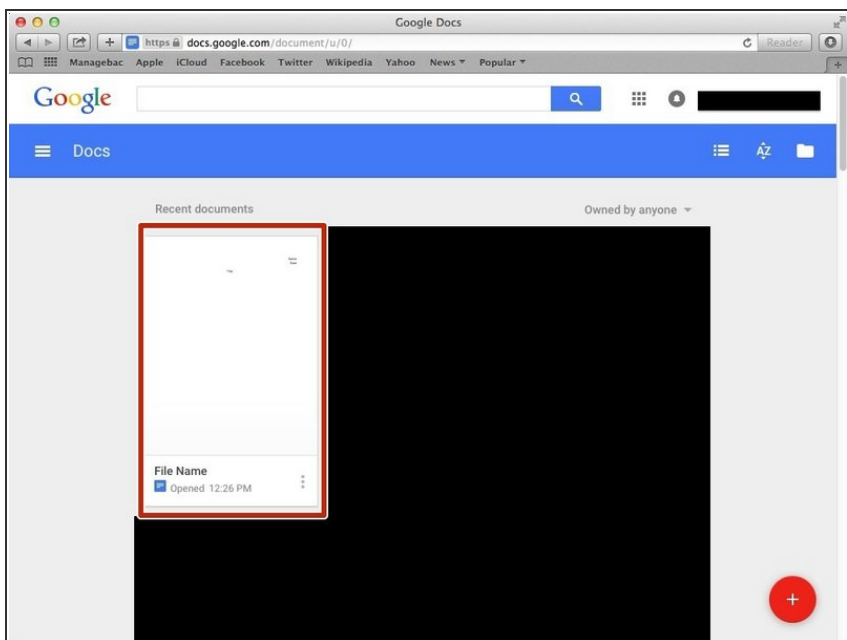 Google Docs
https docs.google.com/document/u/0/
Reader
Managebac Apple iCloud Facebook Twitter Wikipedia Yahoo News Popular
Google
Docs
AZ
Recent documents
Owned by anyone
File Name
Opened 12:26 PM